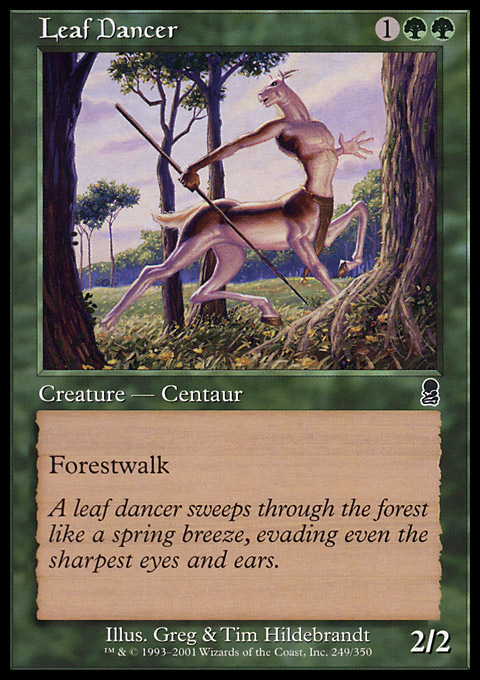 Leaf Dancer 1
Creature — Centaur
Forestwalk
A leaf dancer sweeps through the forest
like a spring breeze, evading even the
sharpest eyes and ears.
Illus. Greg & Tim Hildebrandt
™ & © 1993–2001 Wizards of the Coast, Inc. 249/350
2/2